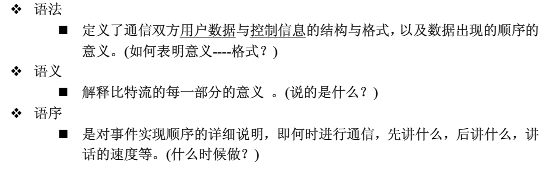 ❖ 语法
■ 定义了通信双方用户数据与控制信息的结构与格式，以及数据出现的顺序的
意义。(如何表明意义----格式？)
❖ 语义
■ 解释比特流的每一部分的意义 。(说的是什么？)
❖ 语序
■ 是对事件实现顺序的详细说明，即何时进行通信，先讲什么，后讲什么，讲
话的速度等。(什么时候做？)